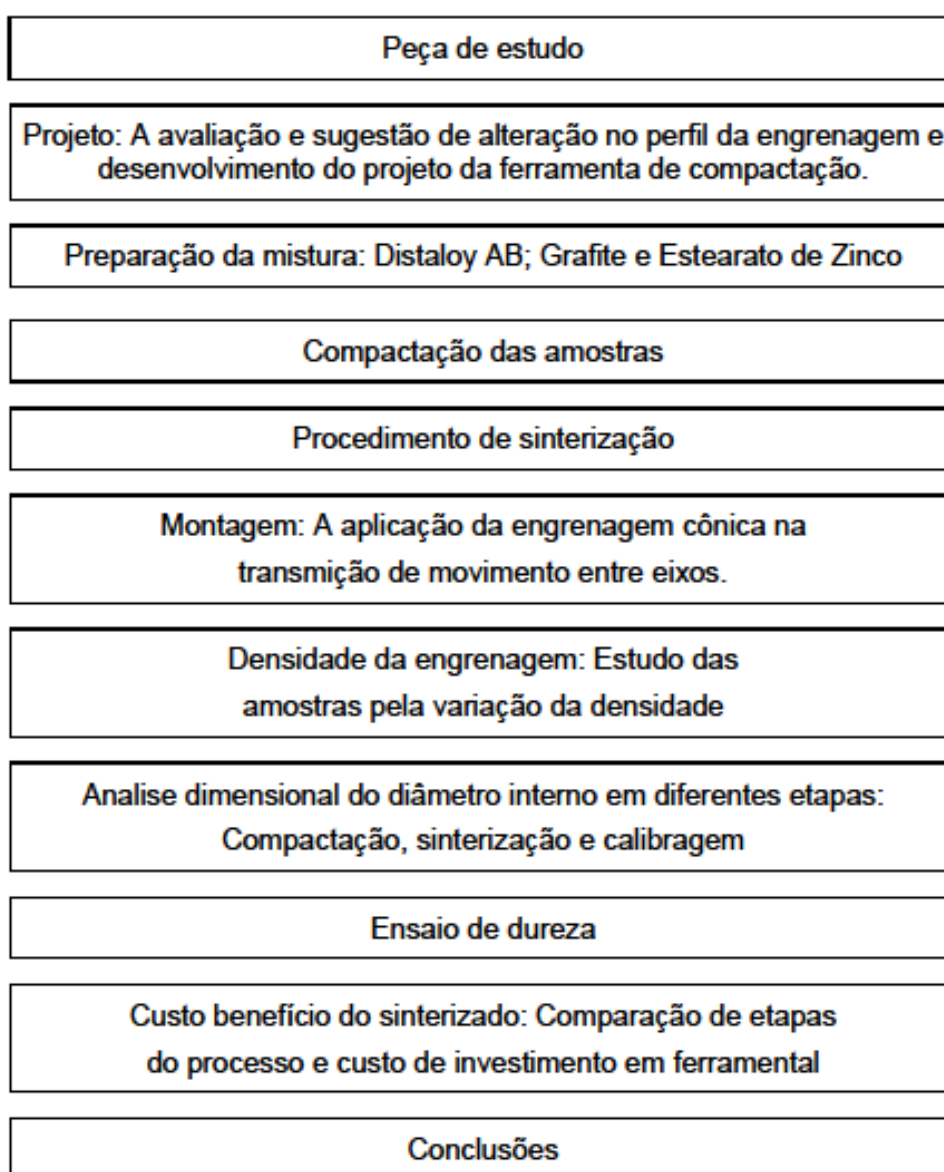 Peça de estudo
Projeto: A avaliação e sugestão de alteração no perfil da engrenagem e
desenvolvimento do projeto da ferramenta de compactação.
Preparação da mistura: Distaloy AB; Grafite e Estearato de Zinco
Compactação das amostras
Procedimento de sinterização
Montagem: A aplicação da engrenagem cônica na
transmição de movimento entre eixos.
Densidade da engrenagem: Estudo das
amostras pela variação da densidade
Analise dimensional do diâmetro interno em diferentes etapas:
Compactação, sinterização e calibragem
Ensaio de dureza
Custo benefício do sinterizado: Comparação de etapas
do processo e custo de investimento em ferramental
Conclusões